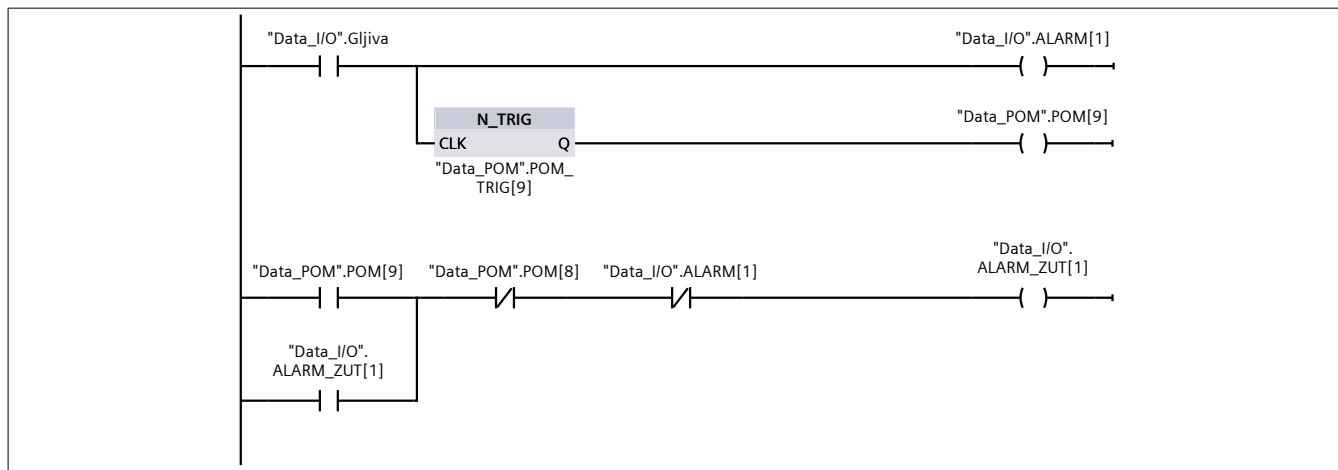 "Data_I/O".Gljiva
"Data_I/O".ALARM[1]
N_TRIG
CLK Q
"Data_POM".POM_
TRIG[9]
"Data_POM".POM[9]
"Data_POM".POM[9]
"Data_POM".POM[8]
"Data_I/O".ALARM[1]
"Data_I/O".
ALARM_ZUT[1]
"Data_I/O".
ALARM_ZUT[1]